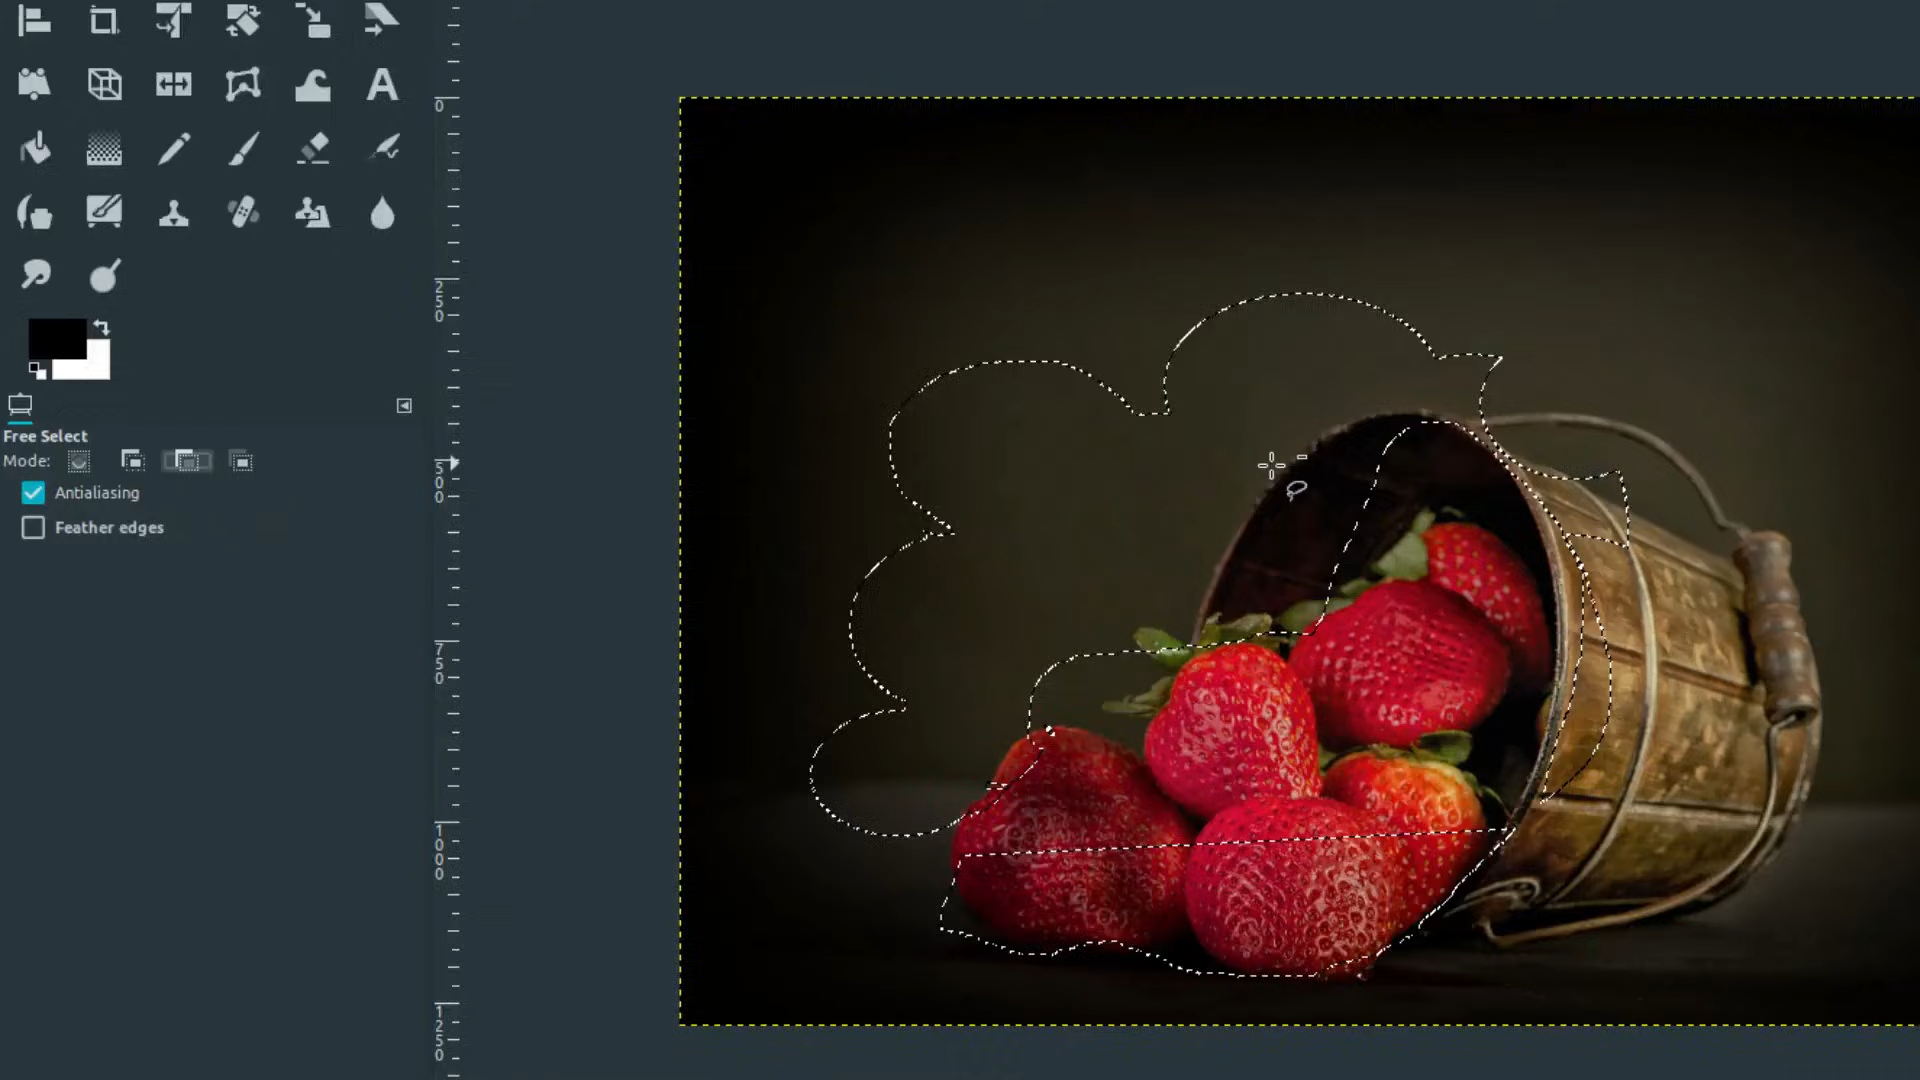 A
0
250
500
750
1000
1250
Free Select
Mode:
Antialiasing
Feather edges